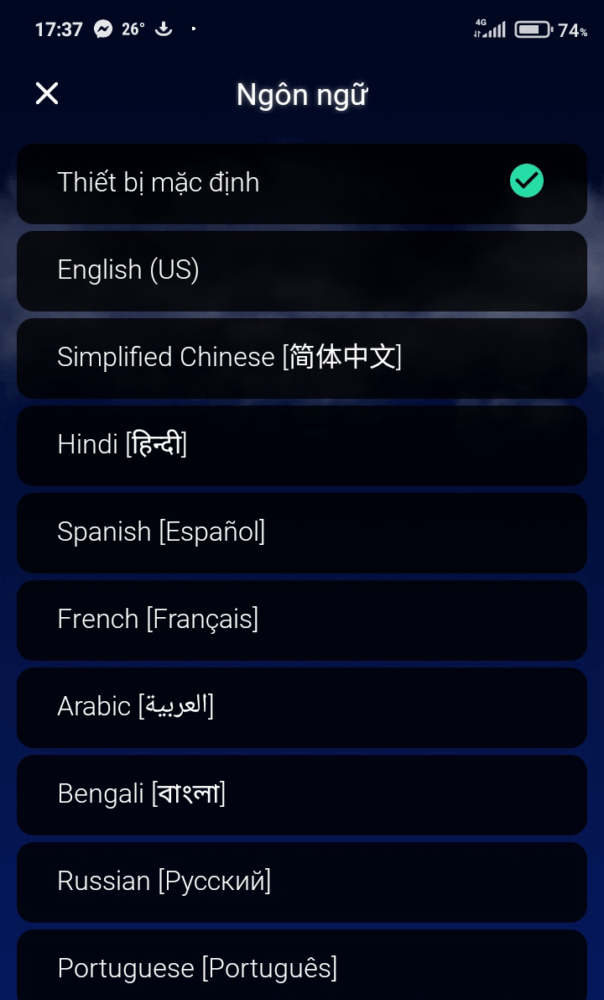 17:37 26° 4G 74%
Ngôn ngữ
Thiết bị mặc định
English (US)
Simplified Chinese [简体中文]
Hindi [हिन्दी]
Spanish [Español]
French [Français]
Arabic [العربية]
Bengali [বাংলা]
Russian [Русский]
Portuguese [Português]